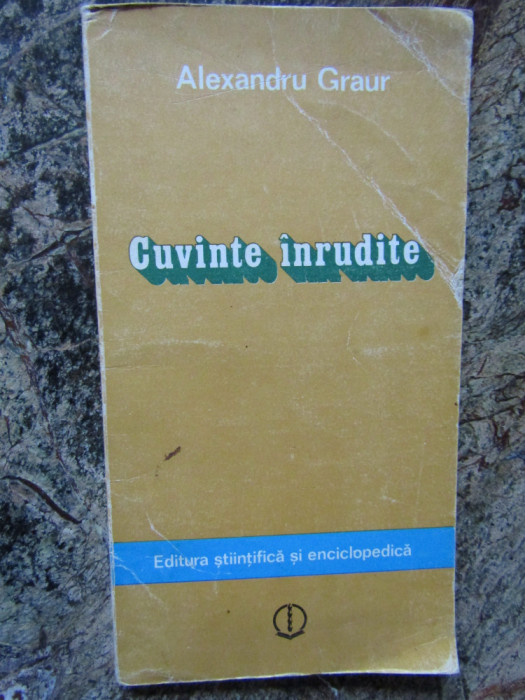 Alexandru Graur
Cuvinte înrudite
Editura științifică și enciclopedică